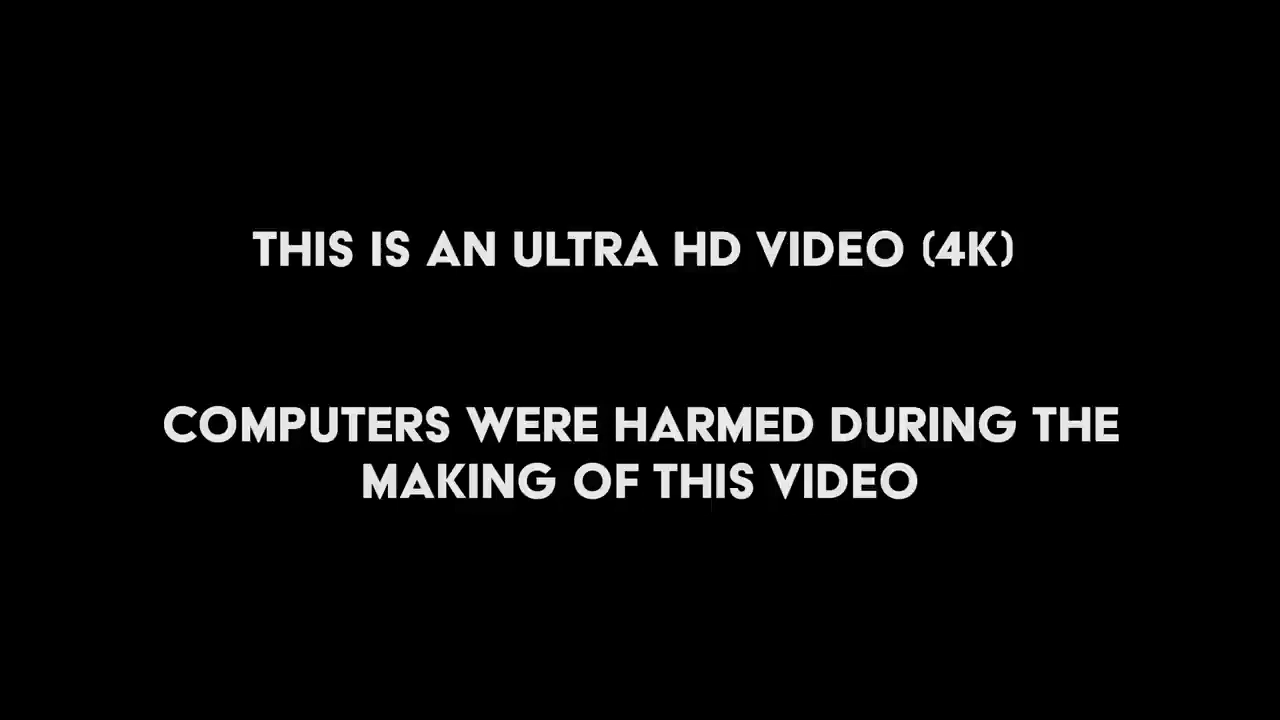 THIS IS AN ULTRA HD VIDEO (4K)
COMPUTERS WERE HARMED DURING THE
MAKING OF THIS VIDEO